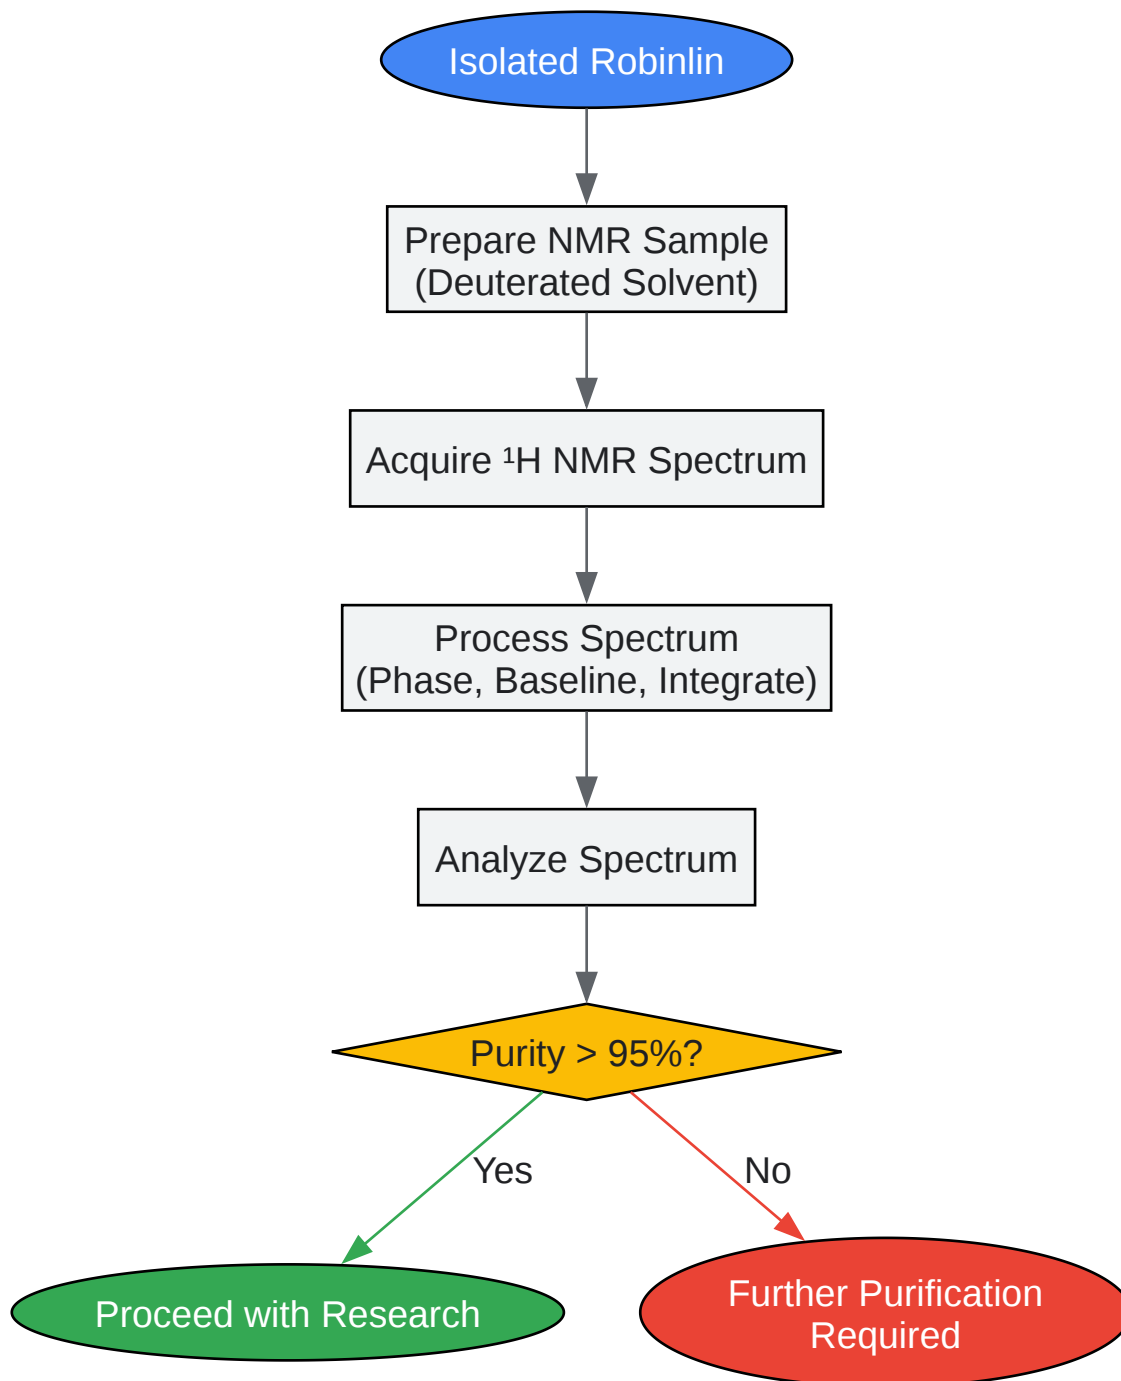 Isolated Robinlin
Prepare NMR Sample
(Deuterated Solvent)
Acquire ¹H NMR Spectrum
Process Spectrum
(Phase, Baseline, Integrate)
Analyze Spectrum
Purity > 95%?
Yes
No
Proceed with Research
Further Purification
Required